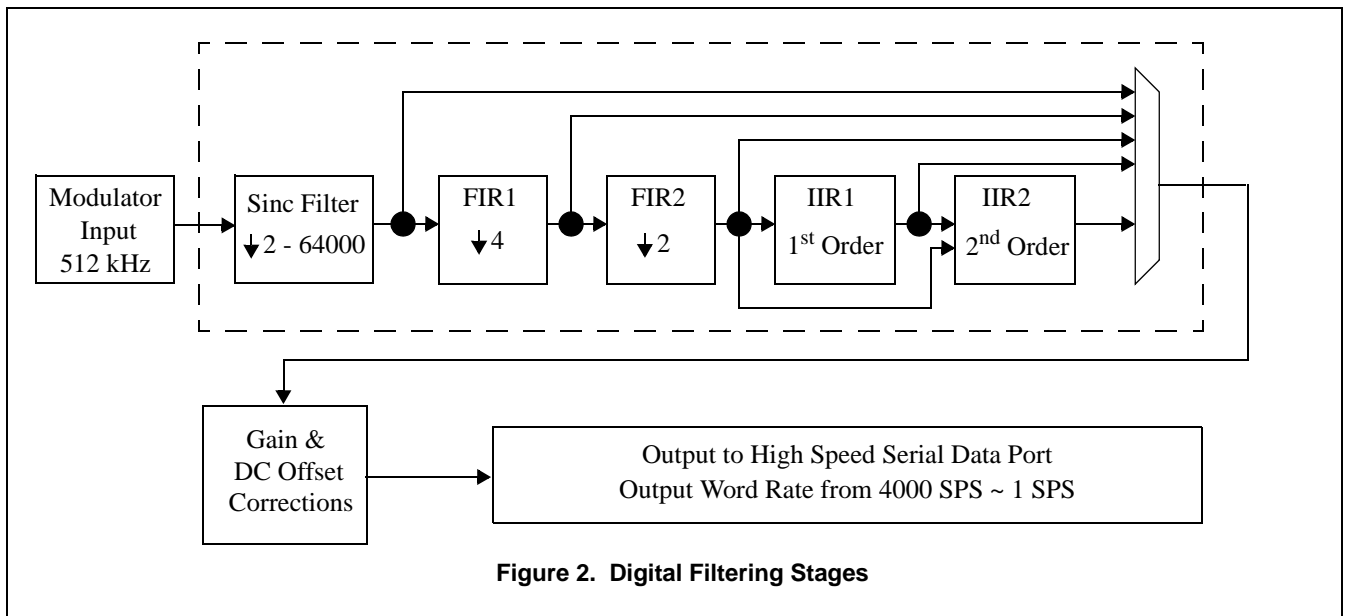 Modulator
Input
512 kHz
Sinc Filter
↓2 - 64000
FIR1
↓4
FIR2
↓2
IIR1
1st Order
IIR2
2nd Order
Gain &
DC Offset
Corrections
Output to High Speed Serial Data Port
Output Word Rate from 4000 SPS ~ 1 SPS
Figure 2. Digital Filtering Stages